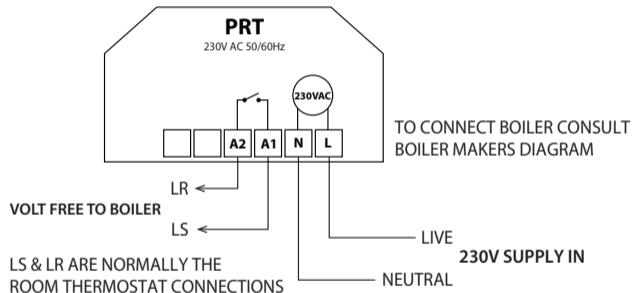 PRT
230V AC 50/60Hz
230VAC
A2 A1 N L
TO CONNECT BOILER CONSULT
BOILER MAKERS DIAGRAM
LR
VOLT FREE TO BOILER
LS
LIVE
230V SUPPLY IN
NEUTRAL
LS & LR ARE NORMALLY THE
ROOM THERMOSTAT CONNECTIONS